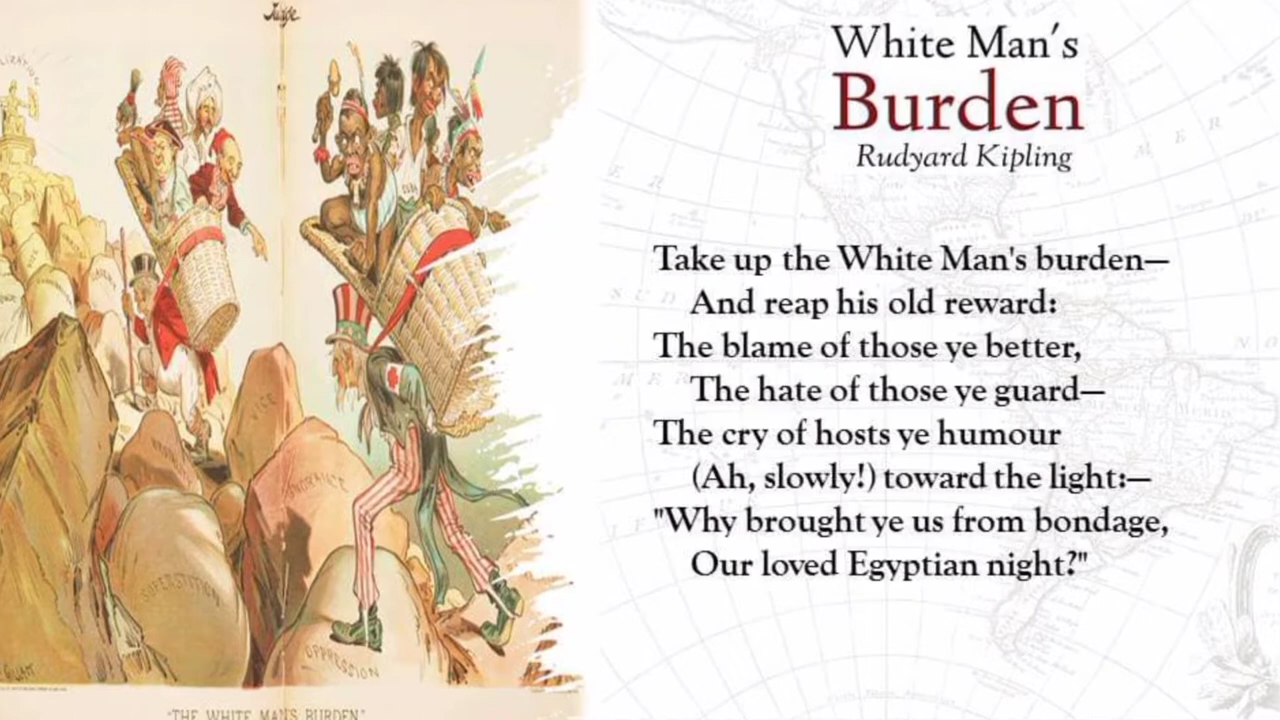 Judge
VICE
IGNORANCE
SUPERSTITION
OPPRESSION
"THE WHITE MAN'S BURDEN."
White Man's
Burden
Rudyard Kipling
Take up the White Man's burden—
And reap his old reward:
The blame of those ye better,
The hate of those ye guard—
The cry of hosts ye humour
(Ah, slowly!) toward the light:—
"Why brought ye us from bondage,
Our loved Egyptian night?"